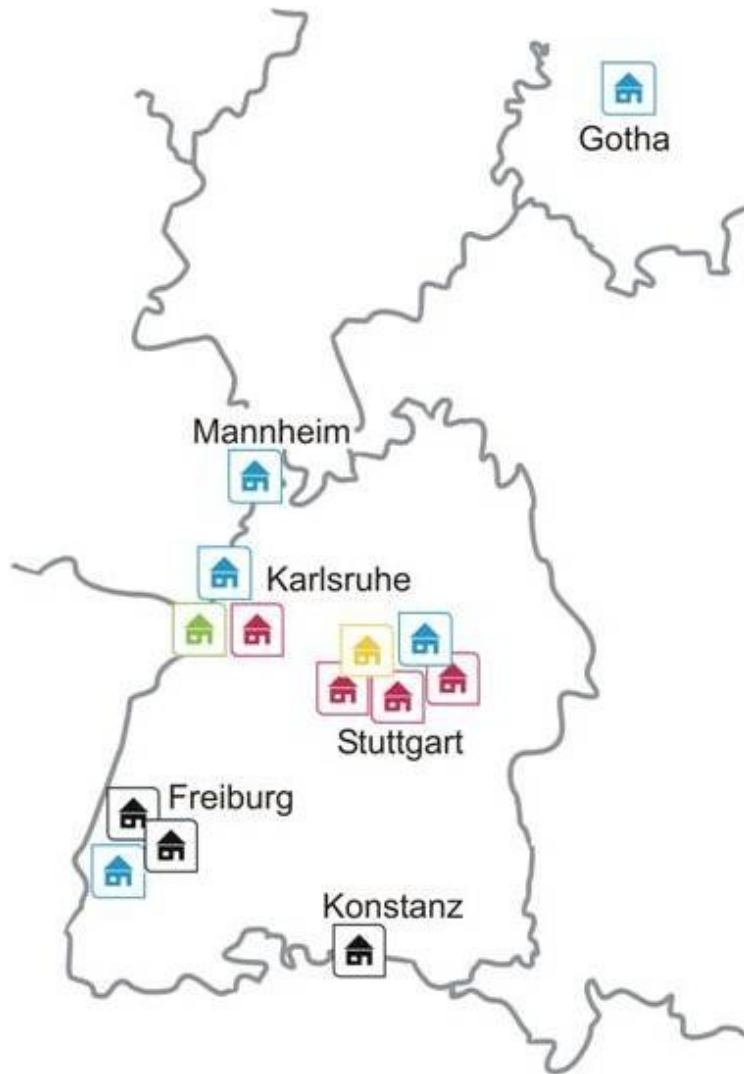 Gotha
Mannheim
Karlsruhe
Stuttgart
Freiburg
Konstanz